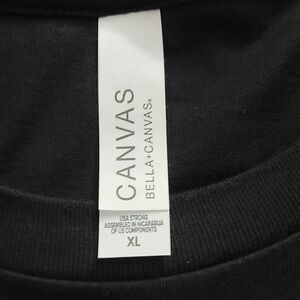 CANVAS
BELLA+CANVAS®
USA STRONG
ASSEMBLED IN NICARAGUA
OF US COMPONENTS
XL